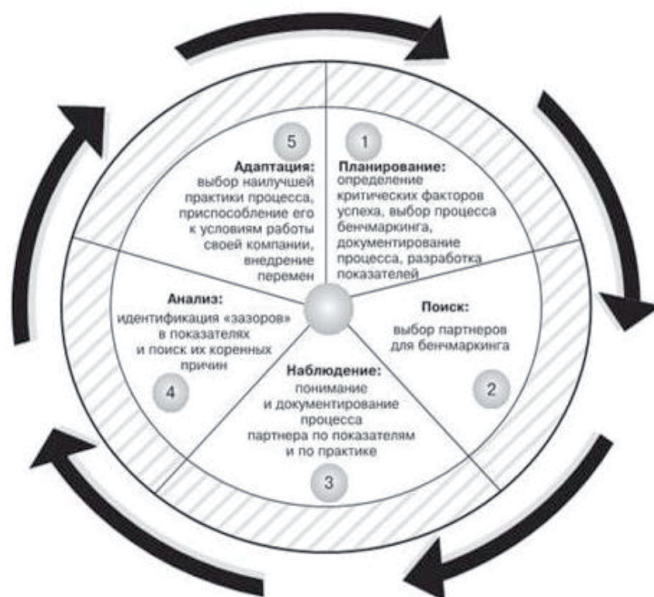 1
Планирование:
определение
критических факторов
успеха, выбор процесса
бенчмаркинга,
документирование
процесса, разработка
показателей
Поиск:
выбор партнеров
для бенчмаркинга
2
Наблюдение:
понимание
и документирование
процесса
партнера по показателям
и по практике
3
Анализ:
идентификация «зазоров»
в показателях
и поиск их коренных
причин
4
5
Адаптация:
выбор наилучшей
практики процесса,
приспособление его
к условиям работы
своей компании,
внедрение
перемен